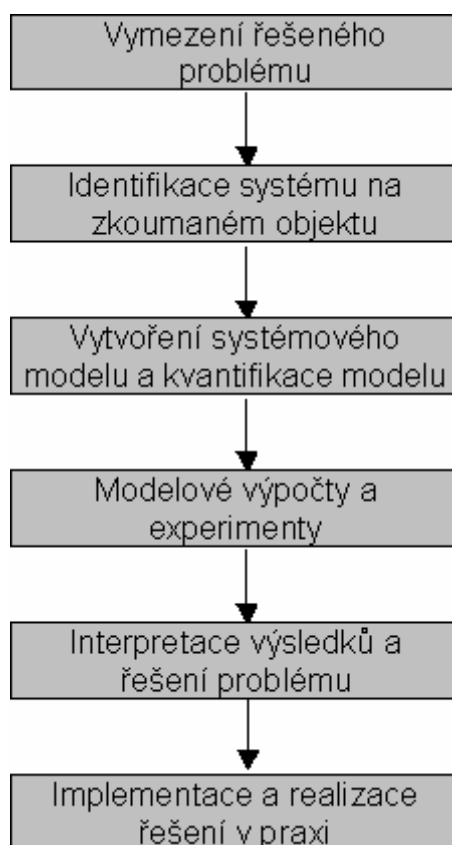 Vymezení řešeného
problému
Identifikace systému na
zkoumaném objektu
Vytvoření systémového
modelu a kvantifikace modelu
Modelové výpočty a
experimenty
Interpretace výsledků a
řešení problému
Implementace a realizace
řešení v praxi